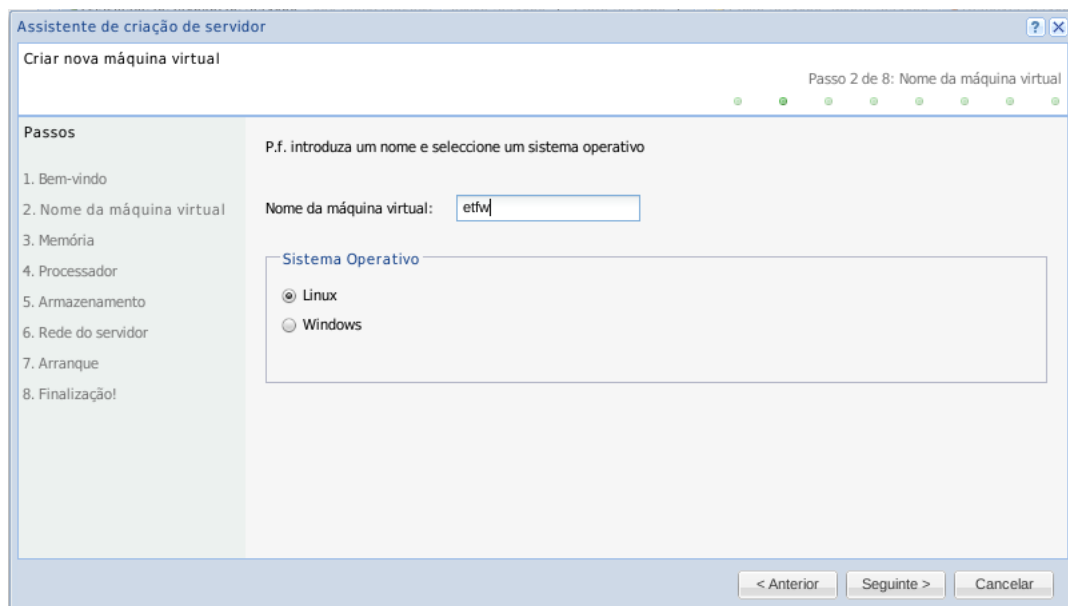 Assistente de criação de servidor
Criar nova máquina virtual
Passo 2 de 8: Nome da máquina virtual
Passos
1. Bem-vindo
2. Nome da máquina virtual
3. Memória
4. Processador
5. Armazenamento
6. Rede do servidor
7. Arranque
8. Finalização!
P.f. introduza um nome e seleccione um sistema operativo
Nome da máquina virtual: etfw
Sistema Operativo
Linux
Windows
< Anterior Seguinte > Cancelar